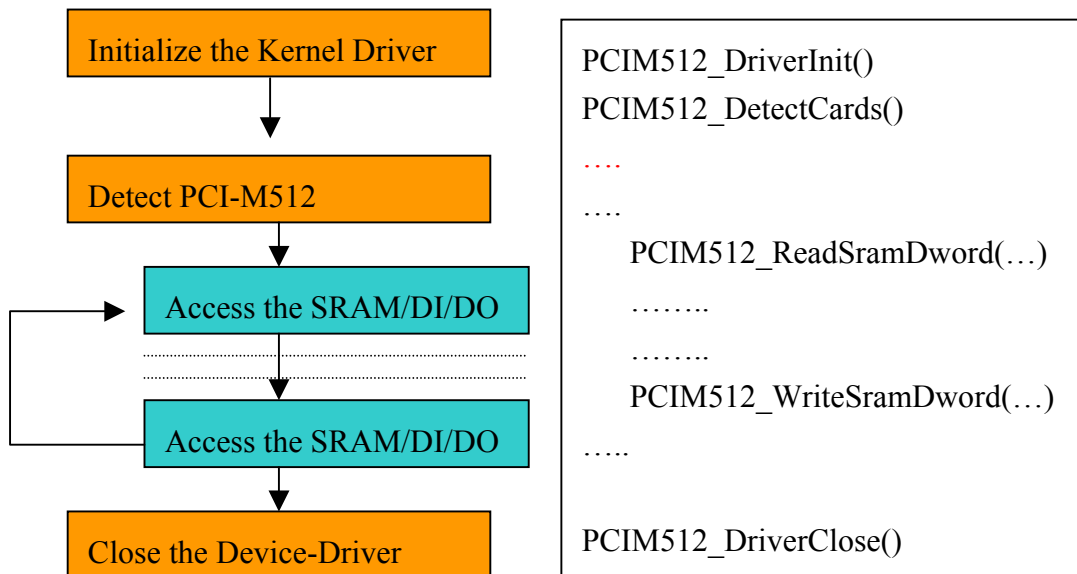 Initialize the Kernel Driver
Detect PCI-M512
Access the SRAM/DI/DO
Access the SRAM/DI/DO
Close the Device-Driver
PCIM512_DriverInit()
PCIM512_DetectCards()
….
….
PCIM512_ReadSramDword(…)
……..
……..
PCIM512_WriteSramDword(…)
…..
PCIM512_DriverClose()